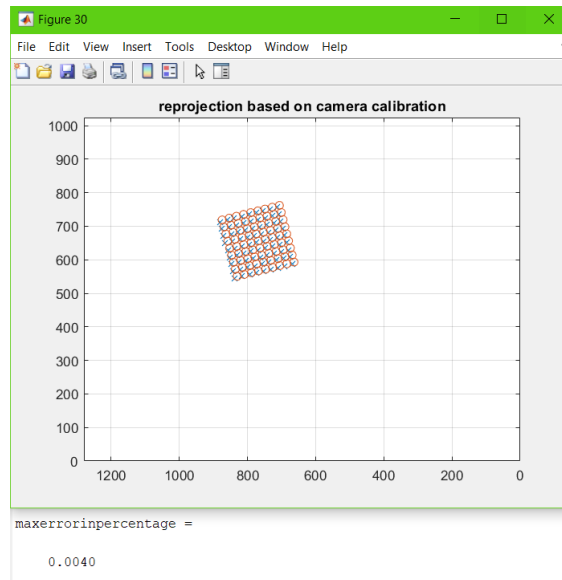 Figure 30
File Edit View Insert Tools Desktop Window Help
reprojection based on camera calibration
1000
900
800
700
600
500
400
300
200
100
0
1200 1000 800 600 400 200 0
maxerrorinpercentage =
0.0040